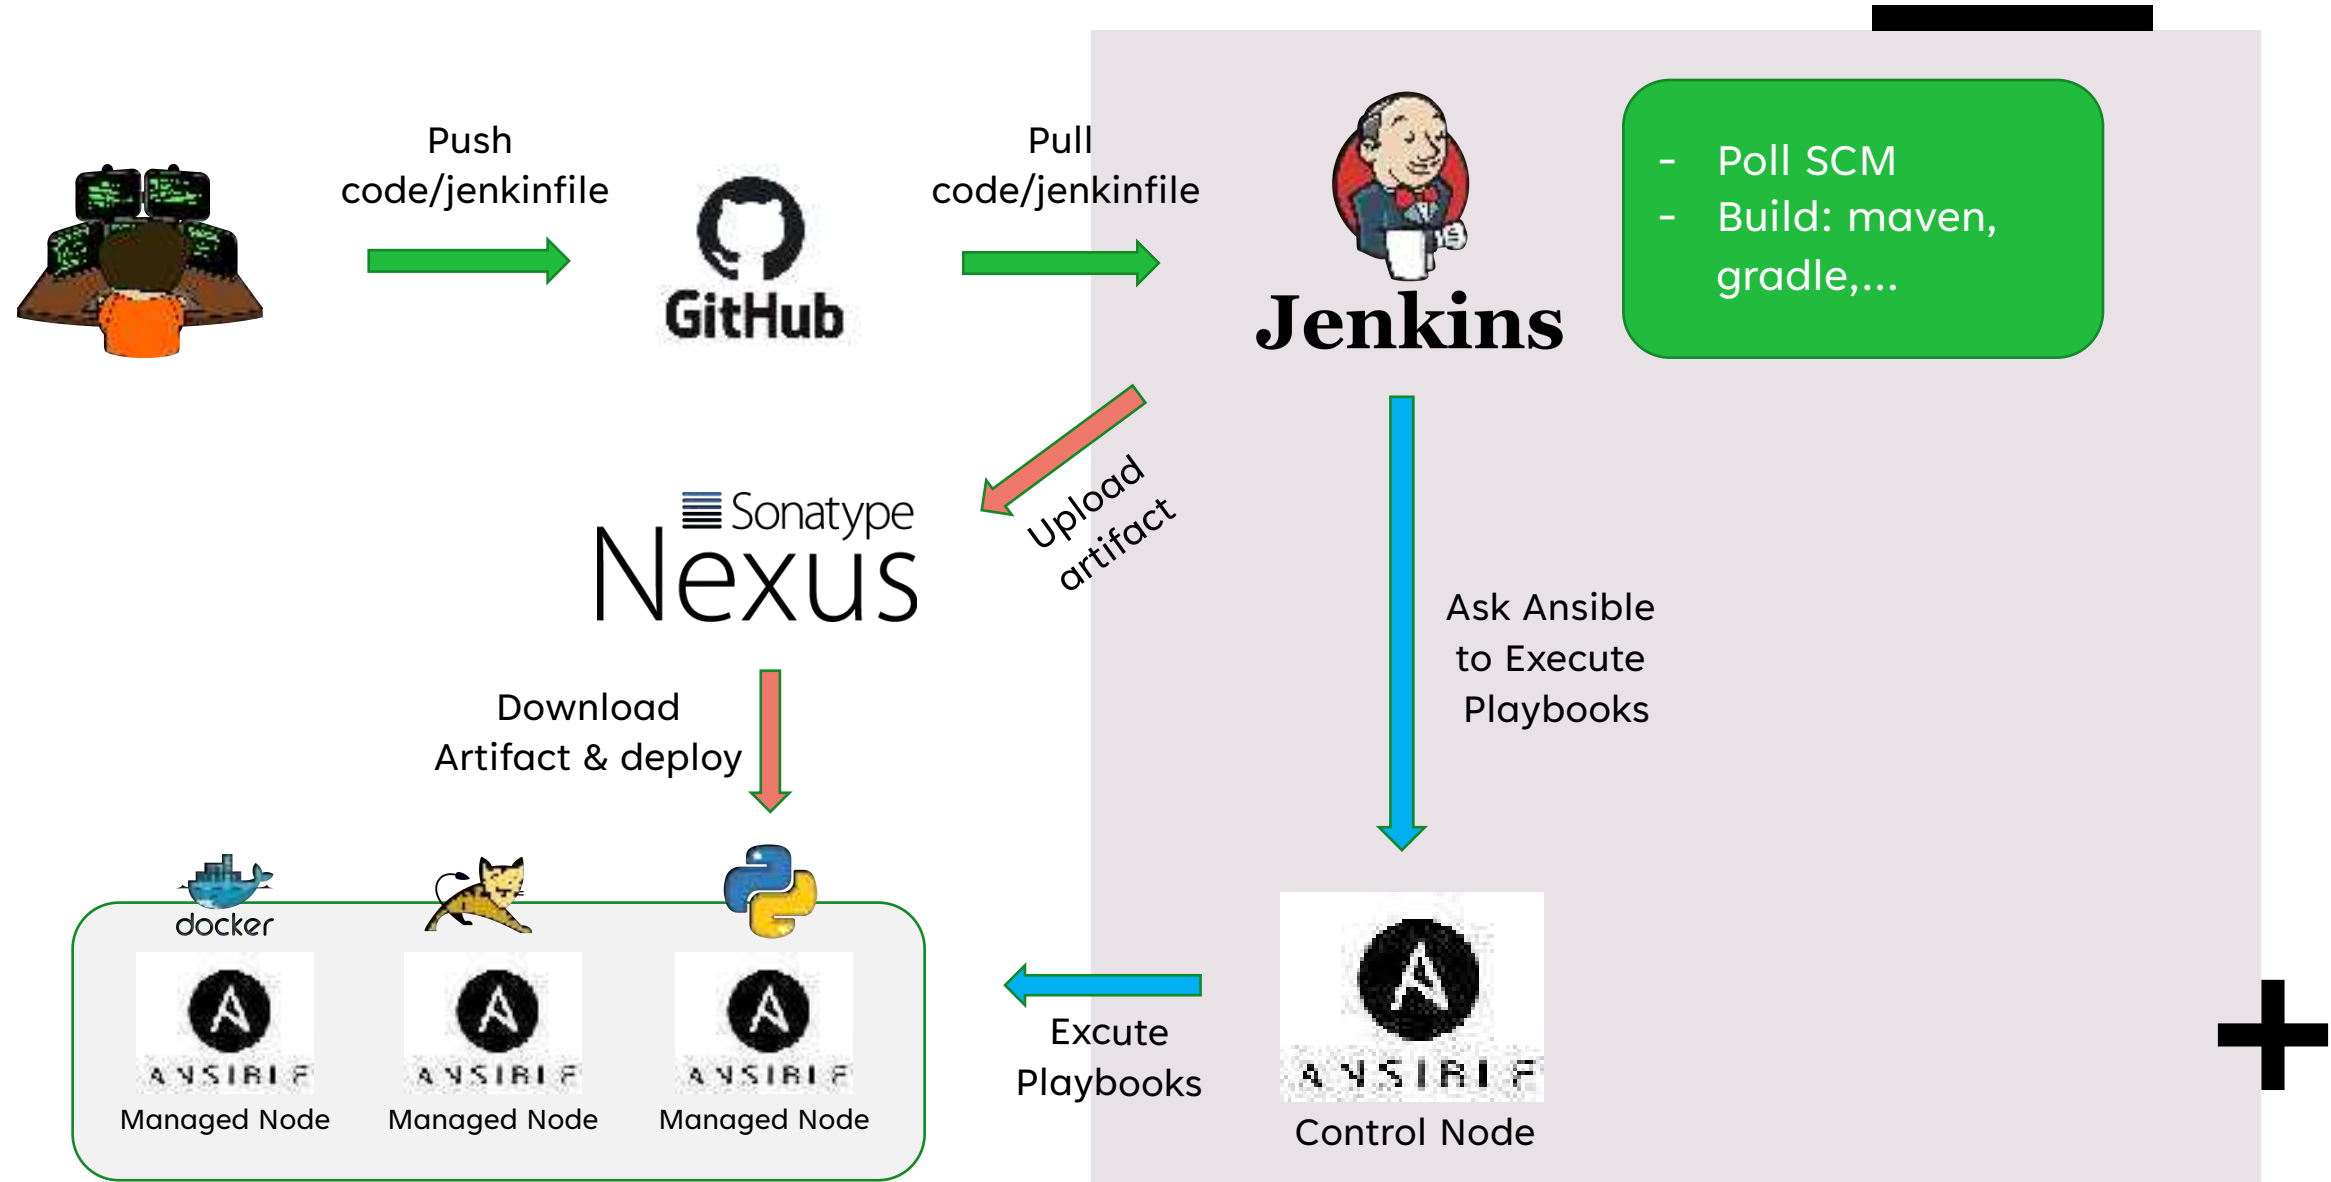 Push
code/jenkinfile
GitHub
Pull
code/jenkinfile
Jenkins
- Poll SCM
- Build: maven,
gradle,...
Upload
artifact
Sonatype
Nexus
Ask Ansible
to Execute
Playbooks
Download
Artifact & deploy
docker
ANSIBLE
Managed Node
ANSIBLE
Managed Node
ANSIBLE
Managed Node
Excute
Playbooks
ANSIBLE
Control Node